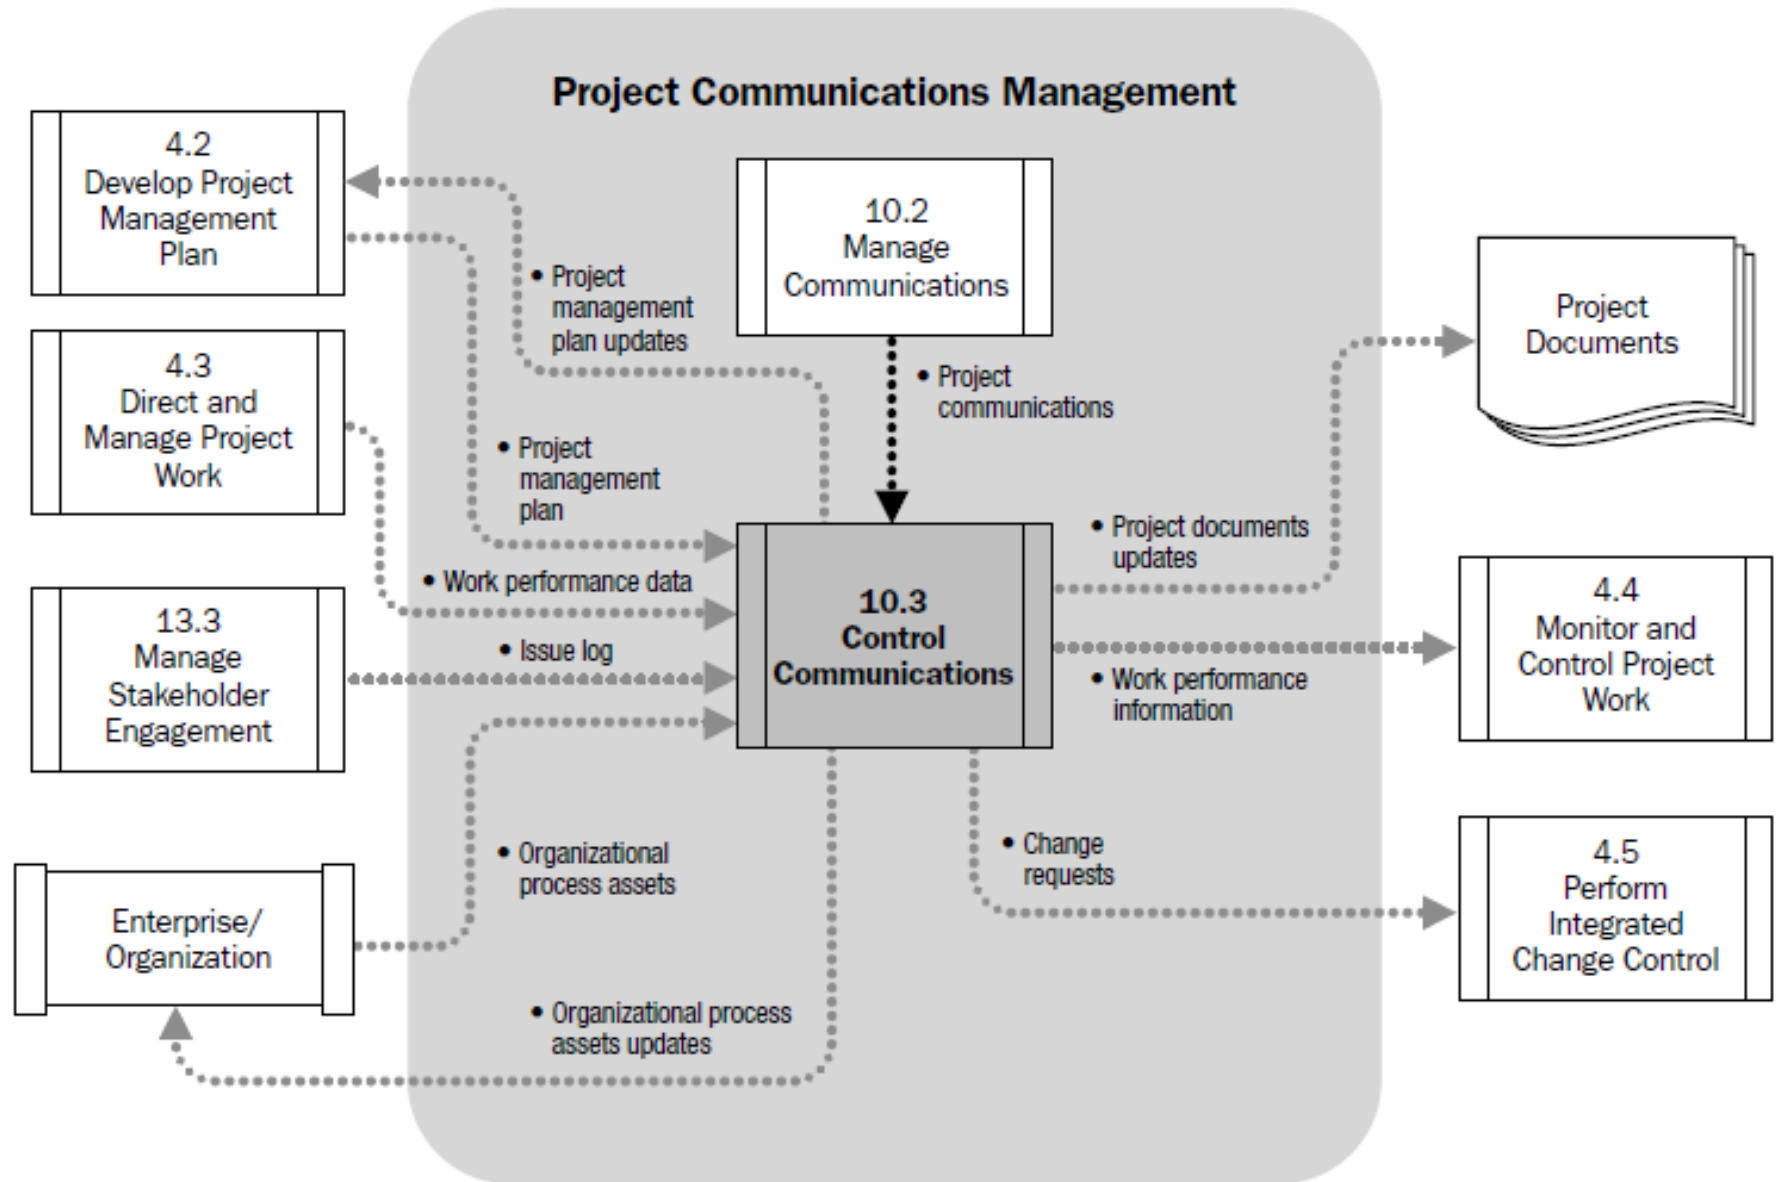 Project Communications Management
4.2
Develop Project
Management
Plan
10.2
Manage
Communications
Project
Documents
• Project
management
plan updates
4.3
Direct and
Manage Project
Work
• Project
communications
• Project
management
plan
• Project documents
updates
• Work performance data
10.3
Control
Communications
4.4
Monitor and
Control Project
Work
13.3
Manage
Stakeholder
Engagement
• Issue log
• Work performance
information
• Organizational
process assets
• Change
requests
4.5
Perform
Integrated
Change Control
Enterprise/
Organization
• Organizational process
assets updates